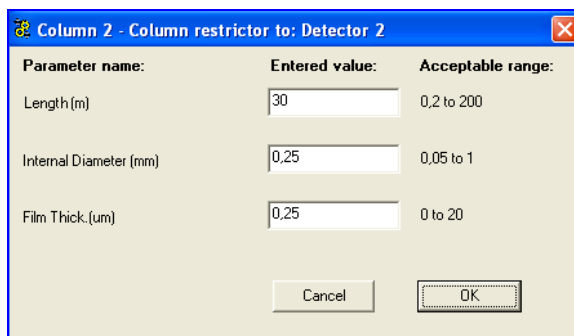 Column 2 - Column restrictor to: Detector 2
Parameter name: Entered value: Acceptable range:
Length (m) 30 0,2 to 200
Internal Diameter (mm) 0,25 0,05 to 1
Film Thick.(um) 0,25 0 to 20
Cancel OK